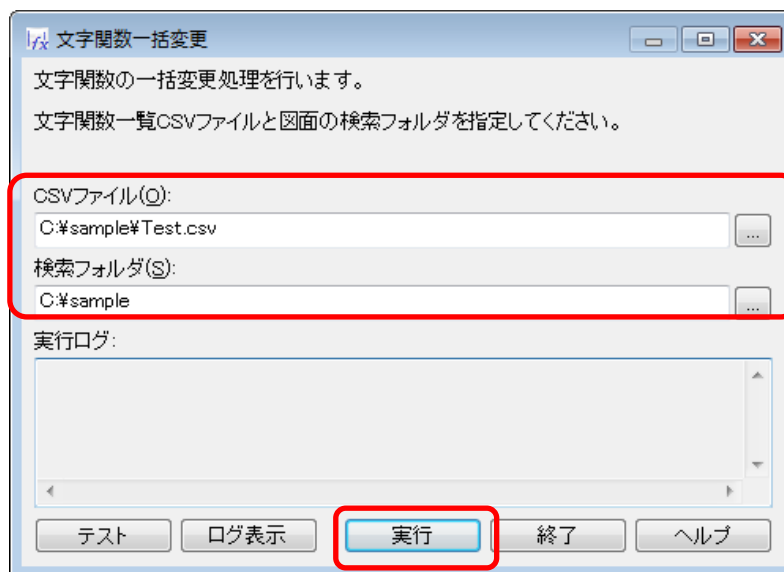 文字関数一括変更
文字関数の一括変更処理を行います。
文字関数一覧CSVファイルと図面の検索フォルダを指定してください。
CSVファイル(O):
C:¥sample¥Test.csv
...
検索フォルダ(S):
C:¥sample
...
実行ログ:
テスト ログ表示 実行 終了 ヘルプ